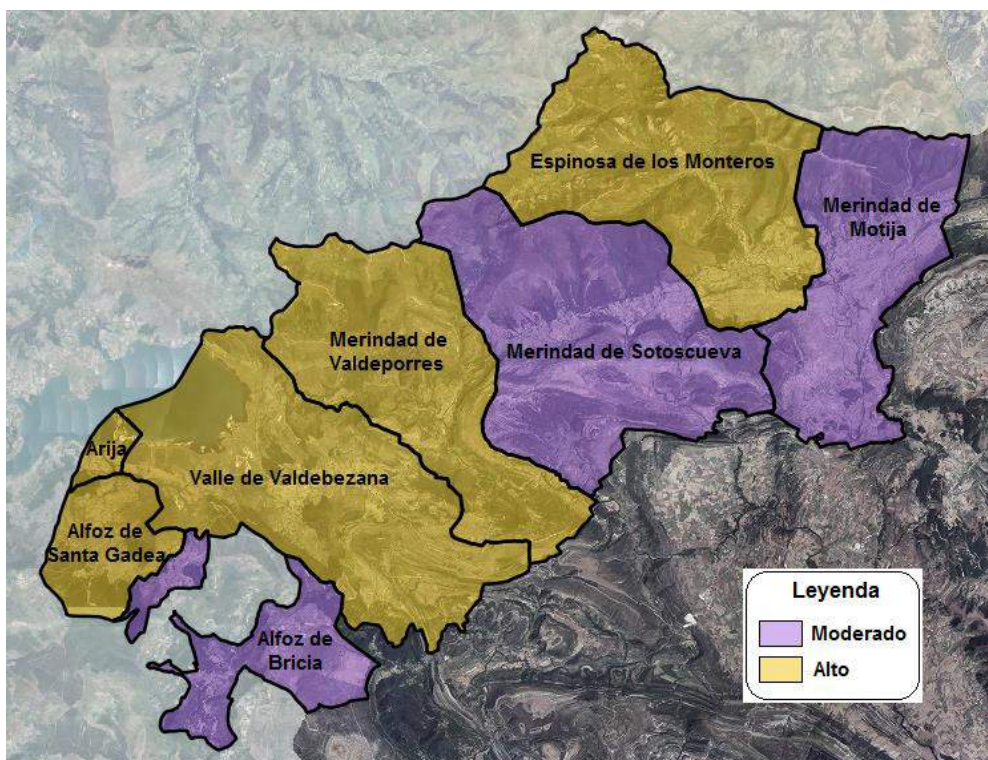 Espinosa de los Monteros
Merindad de
Motija
Merindad de
Valdeporres
Merindad de Sotoscueva
Arija
Valle de Valdebezana
Alfoz de
Santa Gadea
Alfoz de
Bricia
Leyenda
Moderado
Alto